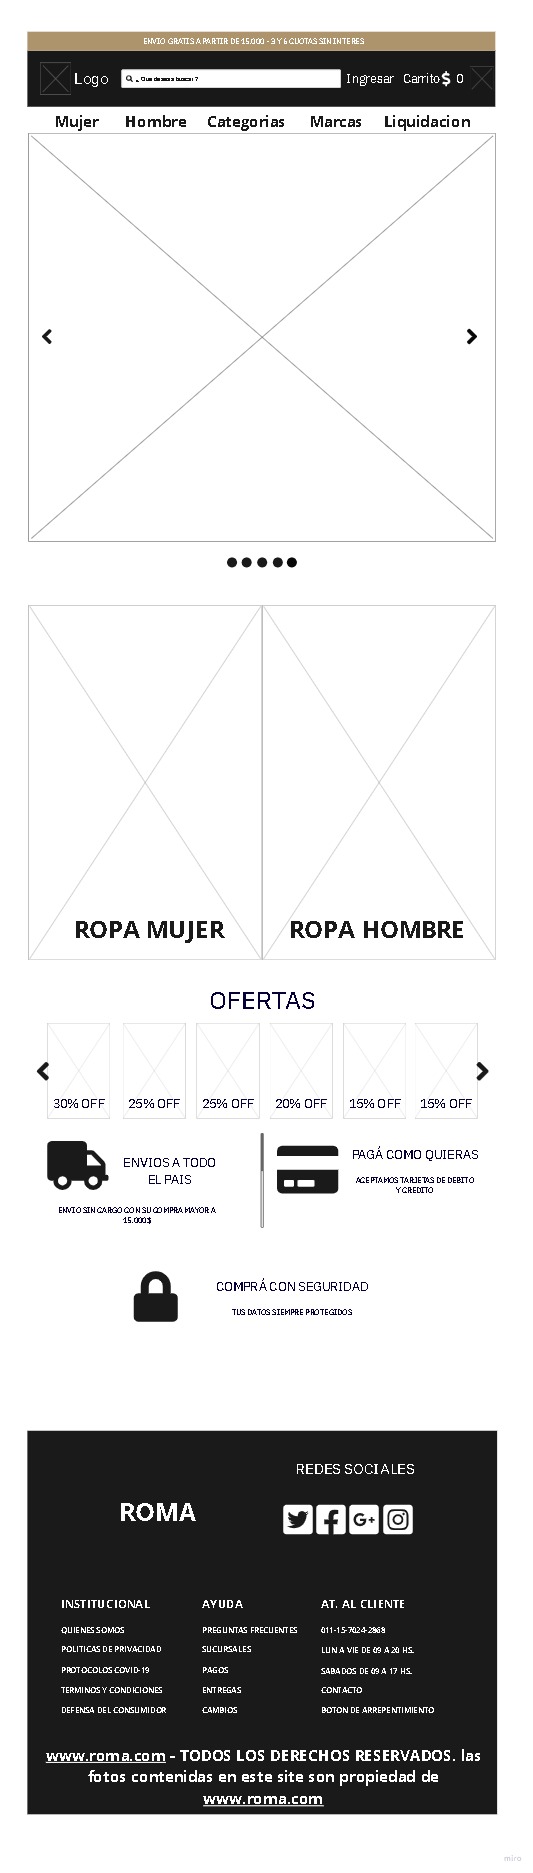 ENVIO GRATIS A PARTIR DE 15.000 - 3 Y 6 CUOTAS SIN INTERES
Logo
¿ Que deseas buscar ?
Ingresar Carrito $ 0
Mujer Hombre Categorias Marcas Liquidacion
ROPA MUJER ROPA HOMBRE
OFERTAS
30% OFF 25% OFF 25% OFF 20% OFF 15% OFF 15% OFF
ENVIOS A TODO
EL PAIS
ENVIO SIN CARGO CON SU COMPRA MAYOR A
15.000$
PAGÁ COMO QUIERAS
ACEPTAMOS TARJETAS DE DEBITO
Y CREDITO
COMPRÁ CON SEGURIDAD
TUS DATOS SIEMPRE PROTEGIDOS
REDES SOCIALES
ROMA
G+
INSTITUCIONAL
QUIENES SOMOS
POLITICAS DE PRIVACIDAD
PROTOCOLOS COVID-19
TERMINOS Y CONDICIONES
DEFENSA DEL CONSUMIDOR
AYUDA
PREGUNTAS FRECUENTES
SUCURSALES
PAGOS
ENTREGAS
CAMBIOS
AT. AL CLIENTE
011-15-7024-2868
LUN A VIE DE 09 A 20 HS.
SABADOS DE 09 A 17 HS.
CONTACTO
BOTON DE ARREPENTIMIENTO
www.roma.com - TODOS LOS DERECHOS RESERVADOS. las
fotos contenidas en este site son propiedad de
www.roma.com
miro